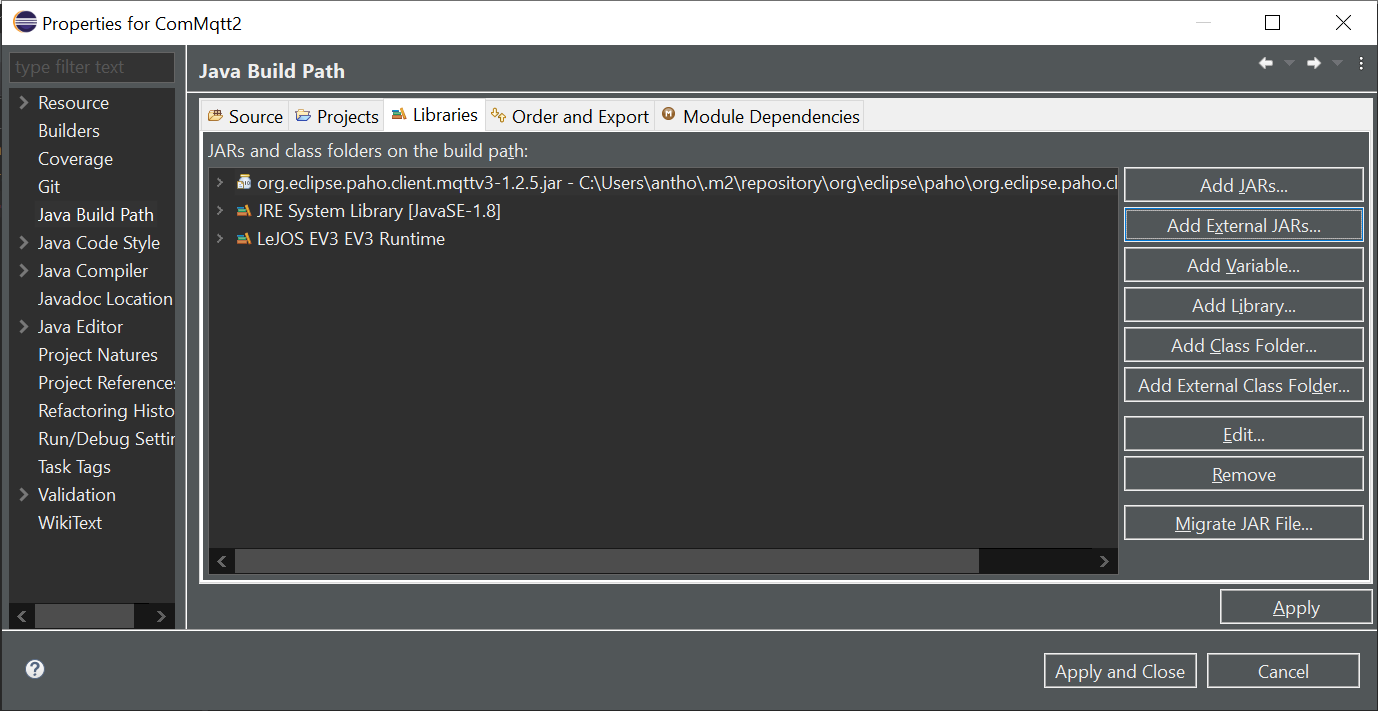 Properties for ComMqtt2
type filter text
Resource
Builders
Coverage
Git
Java Build Path
Java Code Style
Java Compiler
Javadoc Location
Java Editor
Project Natures
Project References
Refactoring Histo
Run/Debug Settin
Task Tags
Validation
WikiText
Java Build Path
Source Projects Libraries Order and Export Module Dependencies
JARs and class folders on the build path:
org.eclipse.paho.client.mqttv3-1.2.5.jar - C:\Users\antho\.m2\repository\org\eclipse\paho\org.eclipse.paho.cl
JRE System Library [JavaSE-1.8]
LeJOS EV3 EV3 Runtime
Add JARs...
Add External JARs...
Add Variable...
Add Library...
Add Class Folder...
Add External Class Folder...
Edit...
Remove
Migrate JAR File...
Apply
Apply and Close
Cancel